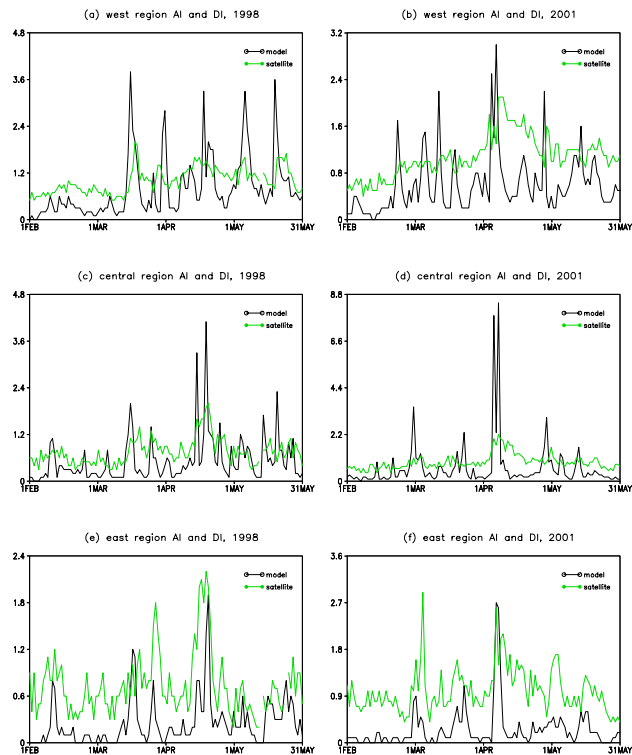 (a) west region AI and DI, 1998
4.8
3.6
2.4
1.2
0
model
satellite
1FEB 1MAR 1APR 1MAY 31MAY
(b) west region AI and DI, 2001
3.2
2.4
1.6
0.8
0
model
satellite
1FEB 1MAR 1APR 1MAY 31MAY
(c) central region AI and DI, 1998
4.8
3.6
2.4
1.2
0
model
satellite
1FEB 1MAR 1APR 1MAY 31MAY
(d) central region AI and DI, 2001
8.8
6.6
4.4
2.2
0
model
satellite
1FEB 1MAR 1APR 1MAY 31MAY
(e) east region AI and DI, 1998
2.4
1.8
1.2
0.6
0
model
satellite
1FEB 1MAR 1APR 1MAY 31MAY
(f) east region AI and DI, 2001
3.6
2.7
1.8
0.9
0
model
satellite
1FEB 1MAR 1APR 1MAY 31MAY